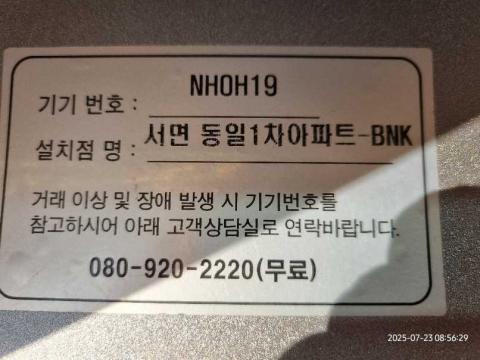 기기 번호 : NHOH19
설치점 명 : 서면 동일1차아파트-BNK
거래 이상 및 장애 발생 시 기기번호를
참고하시어 아래 고객상담실로 연락바랍니다.
080-920-2220(무료)
2025-07-23 08:56:29